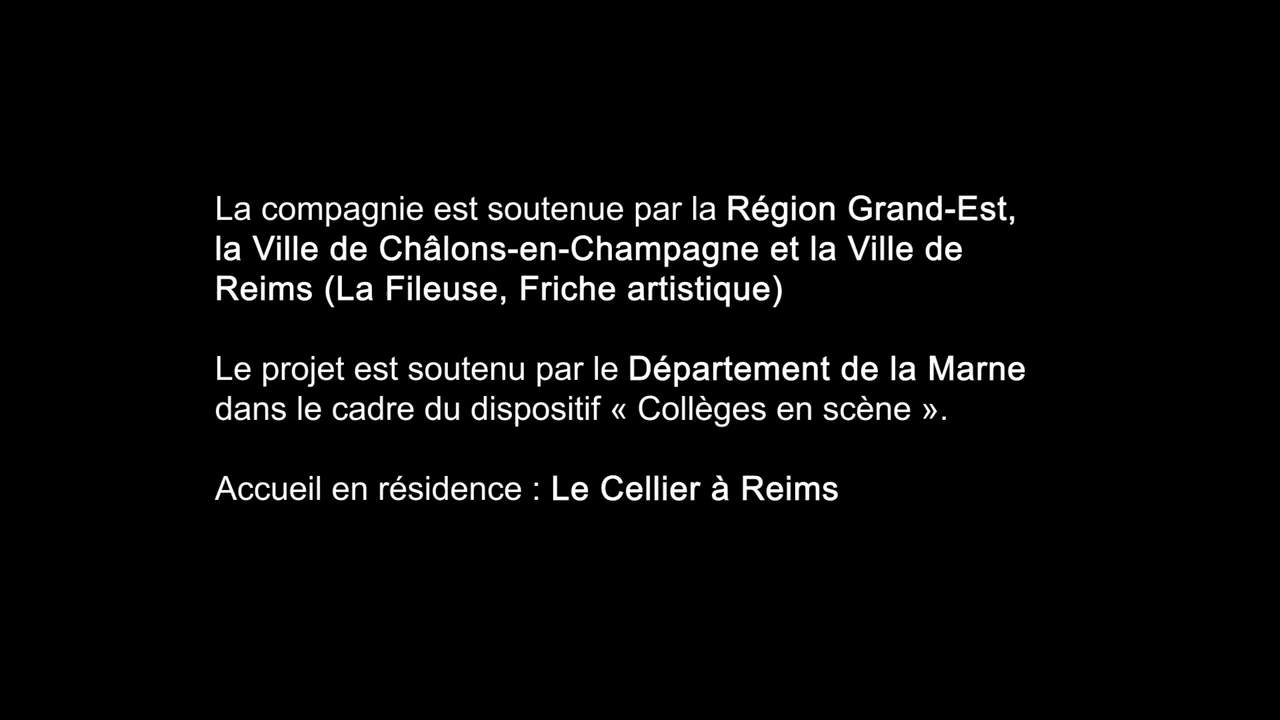 La compagnie est soutenue par la Région Grand-Est,
la Ville de Châlons-en-Champagne et la Ville de
Reims (La Fileuse, Friche artistique)
Le projet est soutenu par le Département de la Marne
dans le cadre du dispositif « Collèges en scène ».
Accueil en résidence : Le Cellier à Reims